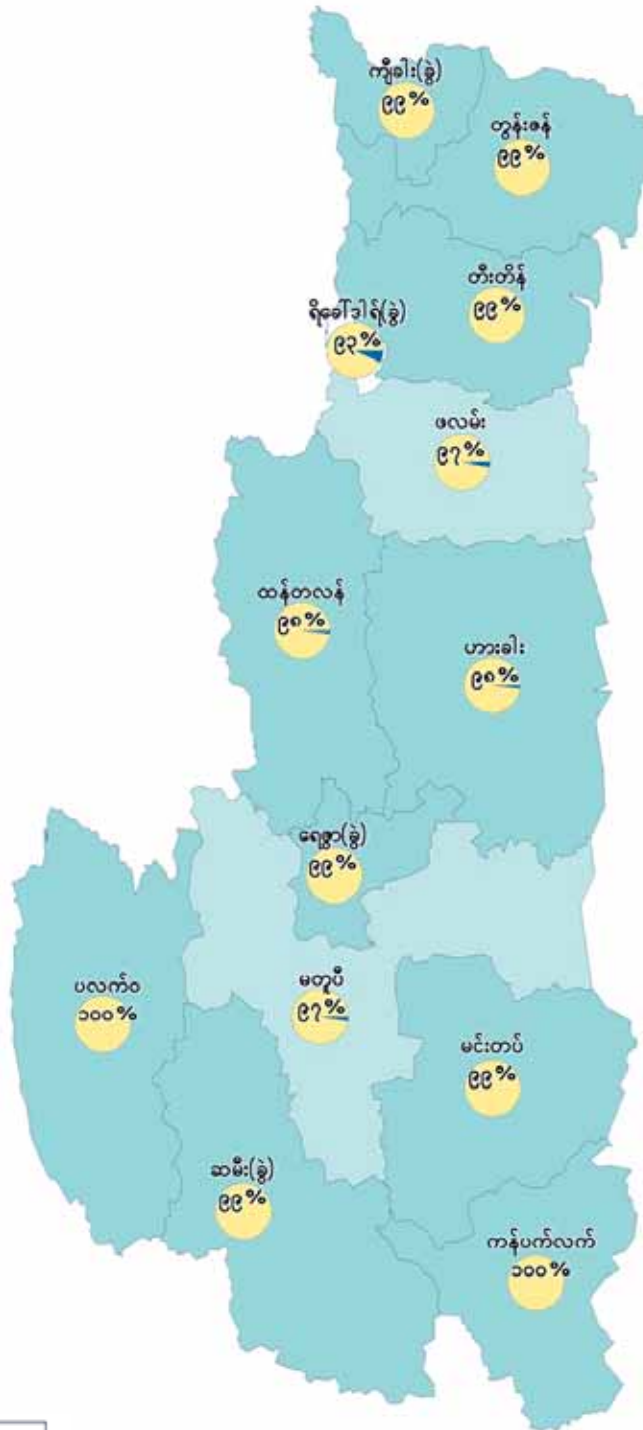 ကျီခါး(ခွဲ)
၉၉%
တွန်းဇန်
၉၉%
တီးတိန်
၉၉%
ရိခေါ်ဒါရ်(ခွဲ)
၉၃%
ဖလမ်း
၉၇%
ထန်တလန်
၉၈%
ဟားခါး
၉၈%
ရေဇွာ(ခွဲ)
၉၉%
ပလက်ဝ
၁၀၀%
မတူပီ
၉၇%
မင်းတပ်
၉၉%
ဆမီး(ခွဲ)
၉၉%
ကန်ပက်လက်
၁၀၀%